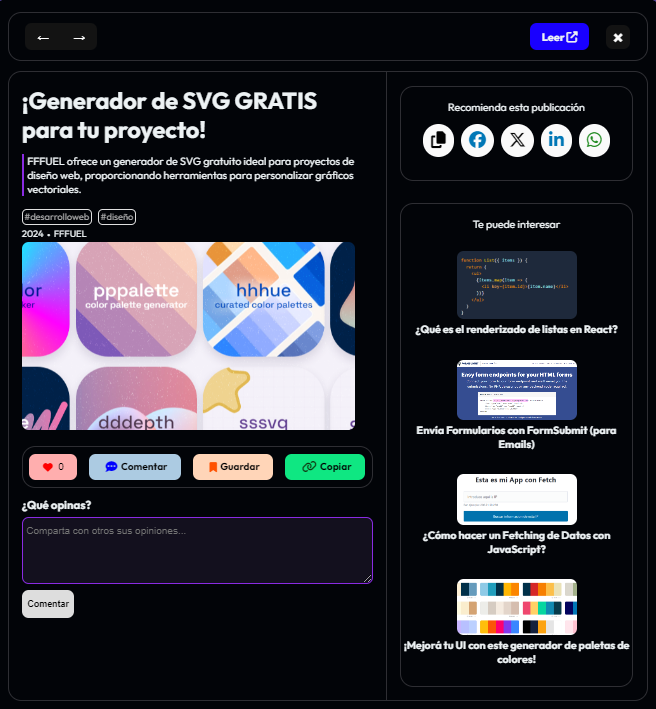 ← →
Leer
✖
¡Generador de SVG GRATIS
para tu proyecto!
FFFUEL ofrece un generador de SVG gratuito ideal para proyectos de
diseño web, proporcionando herramientas para personalizar gráficos
vectoriales.
#desarrolloweb #diseño
2024 • FFFUEL
pppalette
color palette generator
hhhue
curated color palettes
dddepth
sssvg
0
Comentar
Guardar
Copiar
¿Qué opinas?
Comparta con otros sus opiniones...
Comentar
Recomienda esta publicación
Te puede interesar
function List({ items }) {
return (
<ul>
{items.map(item => (
<li key={item.id}>{item.name}</li>
))}
</ul>
)
}
¿Qué es el renderizado de listas en React?
Easy form endpoints for your HTML forms
Envía Formularios con FormSubmit (para
Emails)
Esta es mi App con Fetch
¿Cómo hacer un Fetching de Datos con
JavaScript?
¡Mejorá tu UI con este generador de paletas de
colores!